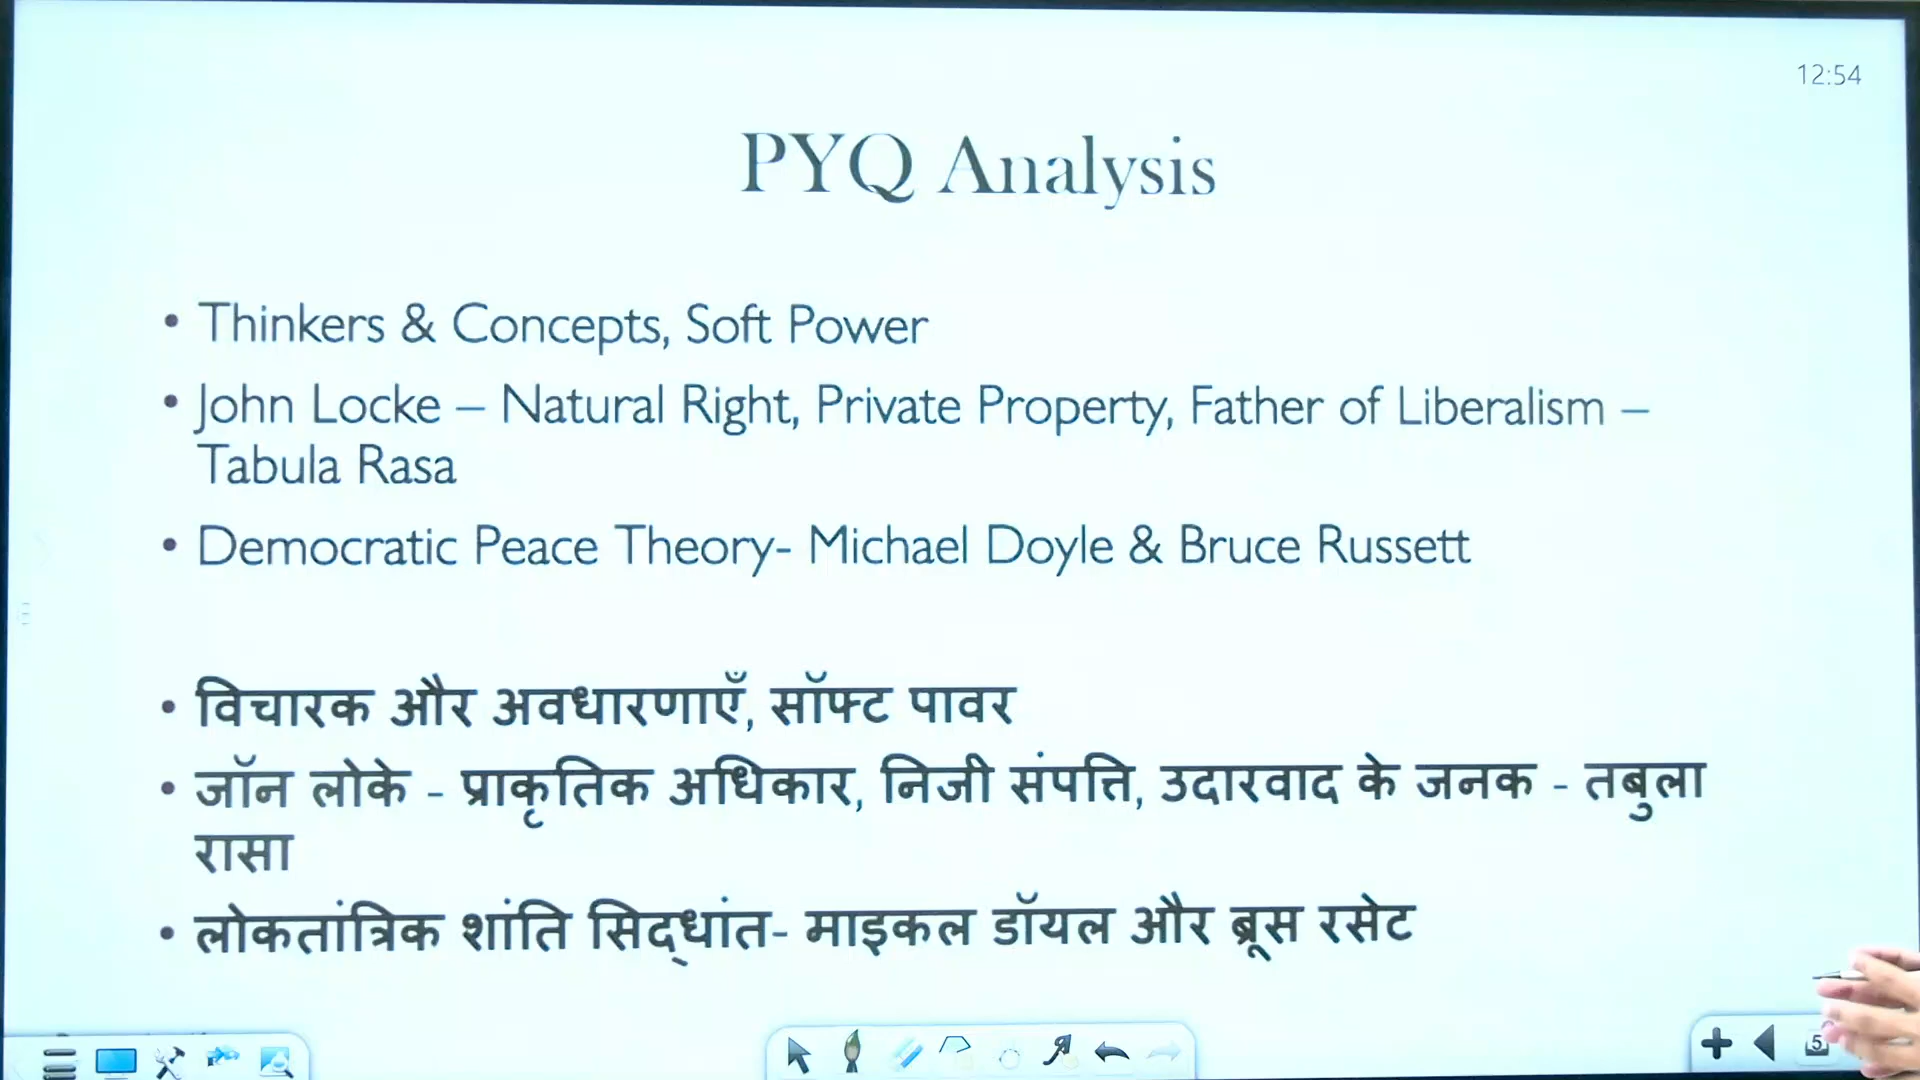 12:54
PYQ Analysis
• Thinkers & Concepts, Soft Power
• John Locke – Natural Right, Private Property, Father of Liberalism –
Tabula Rasa
• Democratic Peace Theory- Michael Doyle & Bruce Russett
• विचारक और अवधारणाएँ, सॉफ्ट पावर
• जॉन लोके - प्राकृतिक अधिकार, निजी संपत्ति, उदारवाद के जनक - तबुला
रासा
• लोकतांत्रिक शांति सिद्धांत- माइकल डॉयल और ब्रूस रसेट
5